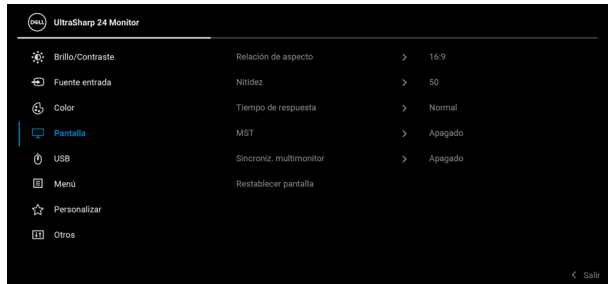 DELL UltraSharp 24 Monitor
Brillo/Contraste Relación de aspecto > 16:9
Fuente entrada Nitidez > 50
Color Tiempo de respuesta > Normal
Pantalla MST > Apagado
USB Sincroniz. multimonitor > Apagado
Menú Restablecer pantalla
Personalizar
Otros
< Salir